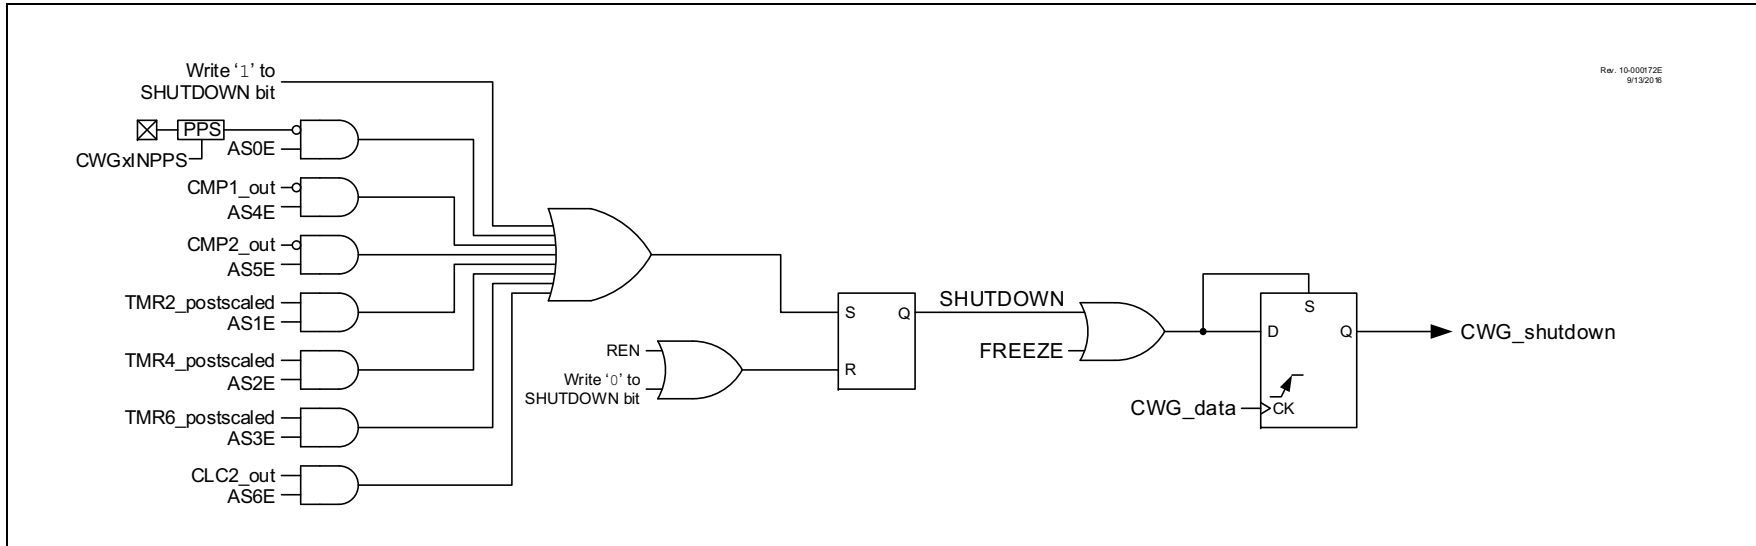 Write ‘1’ to
SHUTDOWN bit
Rev. 10-000172E
9/13/2016
PPS
AS0E
CWGxINPPS
CMP1_out
AS4E
CMP2_out
AS5E
TMR2_postscaled
AS1E
TMR4_postscaled
AS2E
TMR6_postscaled
AS3E
CLC2_out
AS6E
REN
Write ‘0’ to
SHUTDOWN bit
S
Q
R
SHUTDOWN
FREEZE
S
D
Q
CWG_data
CK
CWG_shutdown